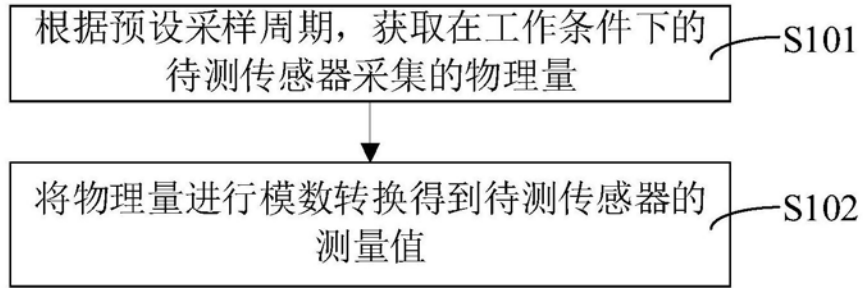 根据预设采样周期，获取在工作条件下的
待测传感器采集的物理量
S101
将物理量进行模数转换得到待测传感器的
测量值
S102